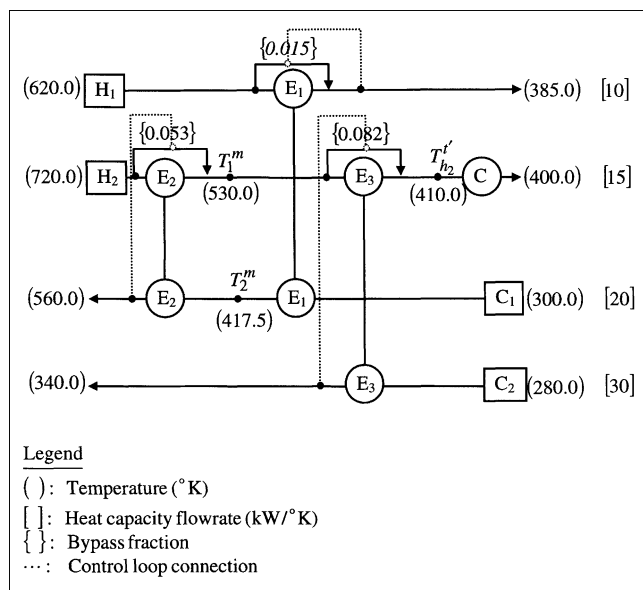 {0.015}
(620.0) H₁ E₁ (385.0) [10]
{0.053} {0.082}
T₁ᵐ T_{h₂}^{t'}
(720.0) H₂ E₂ (530.0) E₃ (410.0) C (400.0) [15]
T₂ᵐ
(560.0) E₂ (417.5) E₁ C₁ (300.0) [20]
(340.0) E₃ C₂ (280.0) [30]
Legend
( ): Temperature (°K)
[ ]: Heat capacity flowrate (kW/°K)
{ }: Bypass fraction
···: Control loop connection